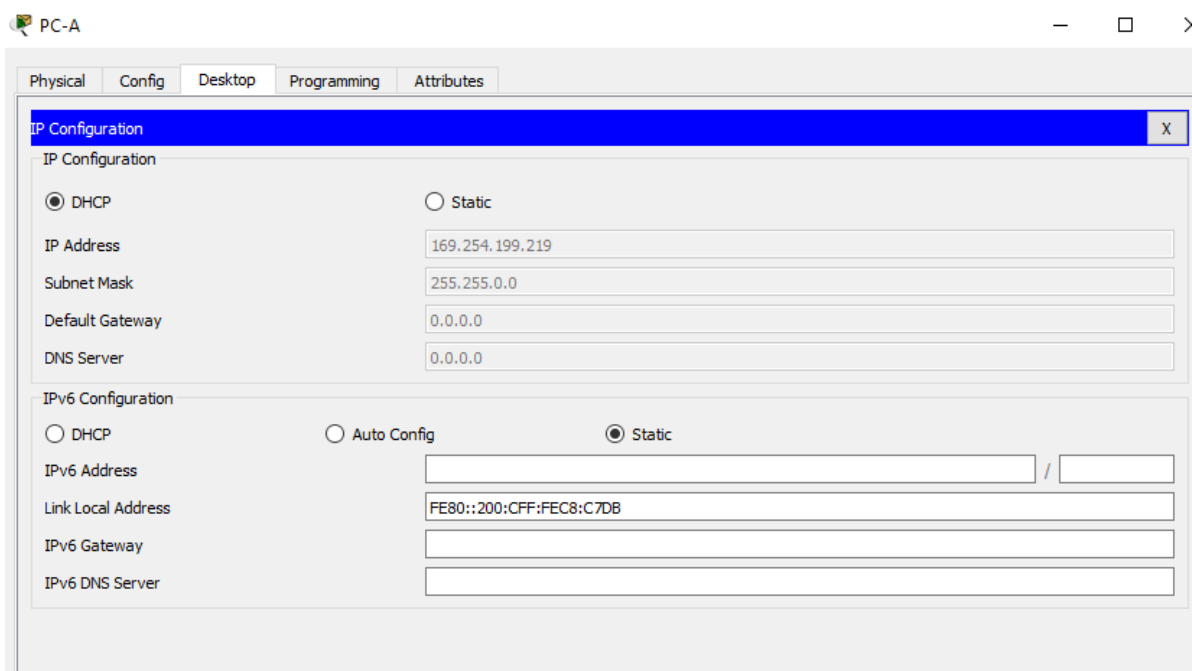 PC-A
Physical Config Desktop Programming Attributes
IP Configuration X
IP Configuration
DHCP Static
IP Address 169.254.199.219
Subnet Mask 255.255.0.0
Default Gateway 0.0.0.0
DNS Server 0.0.0.0
IPv6 Configuration
DHCP Auto Config Static
IPv6 Address /
Link Local Address FE80::200:CFF:FEC8:C7DB
IPv6 Gateway
IPv6 DNS Server